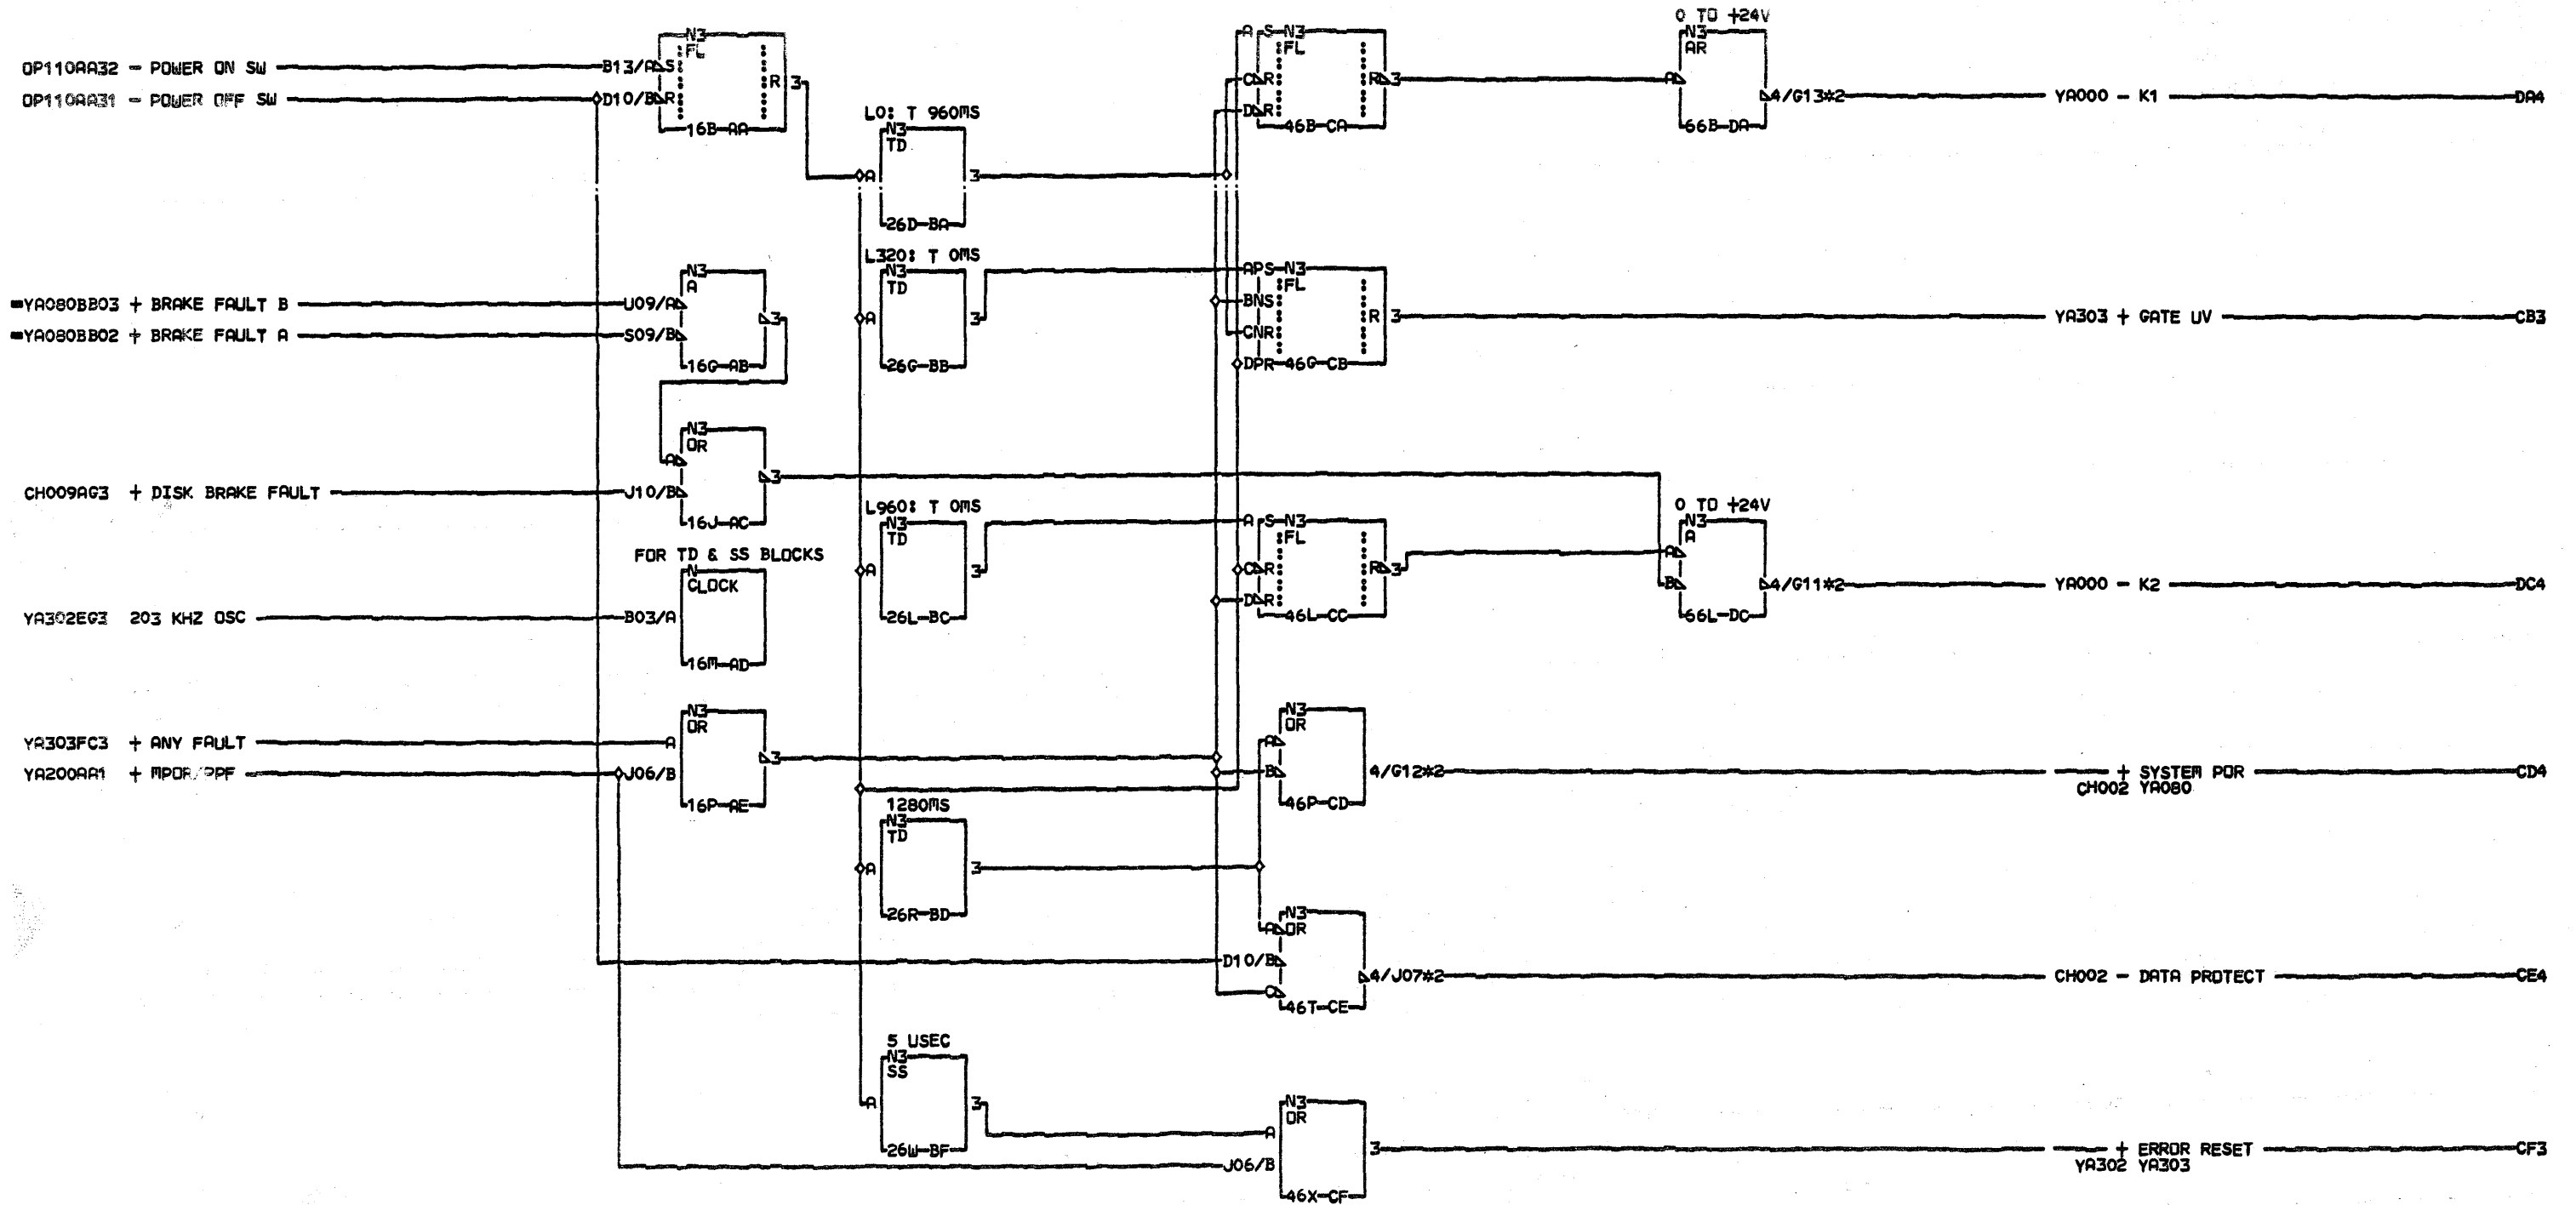 0 TO +24V
N3
FL
OP110AA32 - POWER ON SW
B13/A S
OP110AA31 - POWER OFF SW
D10/B R
R 3
16B-AA
A S N3
FL
C R
D R
R 3
46B-CA
N3
AR
A
4/G13*2
YA000 - K1
DA4
66B-DA
L0: T 960MS
N3
TD
A
3
26D-BA
L320: T 0MS
N3
TD
A
3
26G-BB
N3
A
YA080BB03 + BRAKE FAULT B
U09/A
YA080BB02 + BRAKE FAULT A
S09/B
3
16G-AB
APS N3
FL
BNS
CNR
DPR
R 3
46G-CB
YA303 + GATE UV
CB3
N3
OR
A
CH009AG3 + DISK BRAKE FAULT
J10/B
3
16J-AC
L960: T 0MS
N3
TD
A
3
26L-BC
A S N3
FL
C R
D R
R 3
46L-CC
0 TO +24V
N3
A
A
B
4/G11*2
YA000 - K2
DC4
66L-DC
FOR TD & SS BLOCKS
N
CLOCK
YA302EG3 203 KHZ OSC
B03/A
16M-AD
N3
OR
YA303FC3 + ANY FAULT
A
YA200AA1 + MPOR/PPF
J06/B
3
16P-AE
N3
OR
A
B
4/G12*2
+ SYSTEM POR
CD4
CH002 YA080
46P-CD
1280MS
N3
TD
A
3
26R-BD
N3
A OR
D10/B
C
4/J07*2
CH002 - DATA PROTECT
CE4
46T-CE
5 USEC
N3
SS
A
3
26W-BF
N3
OR
A
J06/B
3
+ ERROR RESET
CF3
YA302 YA303
46X-CF